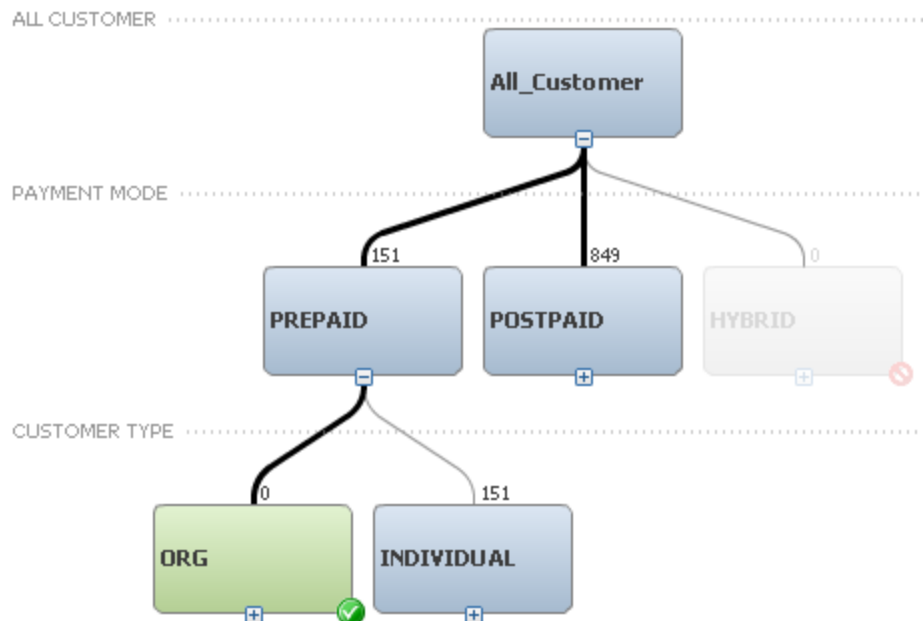 ALL CUSTOMER
All_Customer
PAYMENT MODE
151
849
0
PREPAID
POSTPAID
HYBRID
CUSTOMER TYPE
0
151
ORG
INDIVIDUAL